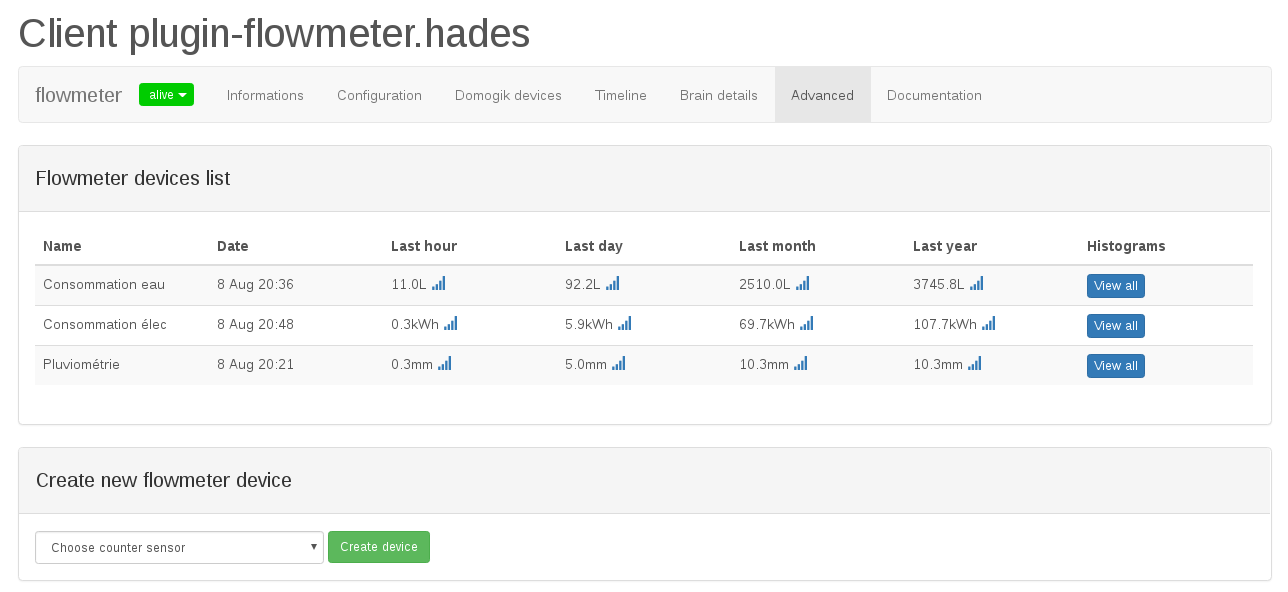 Client plugin-flowmeter.hades
flowmeter alive Informations Configuration Domogik devices Timeline Brain details Advanced Documentation
Flowmeter devices list
Name Date Last hour Last day Last month Last year Histograms
Consommation eau 8 Aug 20:36 11.0L 92.2L 2510.0L 3745.8L View all
Consommation élec 8 Aug 20:48 0.3kWh 5.9kWh 69.7kWh 107.7kWh View all
Pluviométrie 8 Aug 20:21 0.3mm 5.0mm 10.3mm 10.3mm View all
Create new flowmeter device
Choose counter sensor Create device